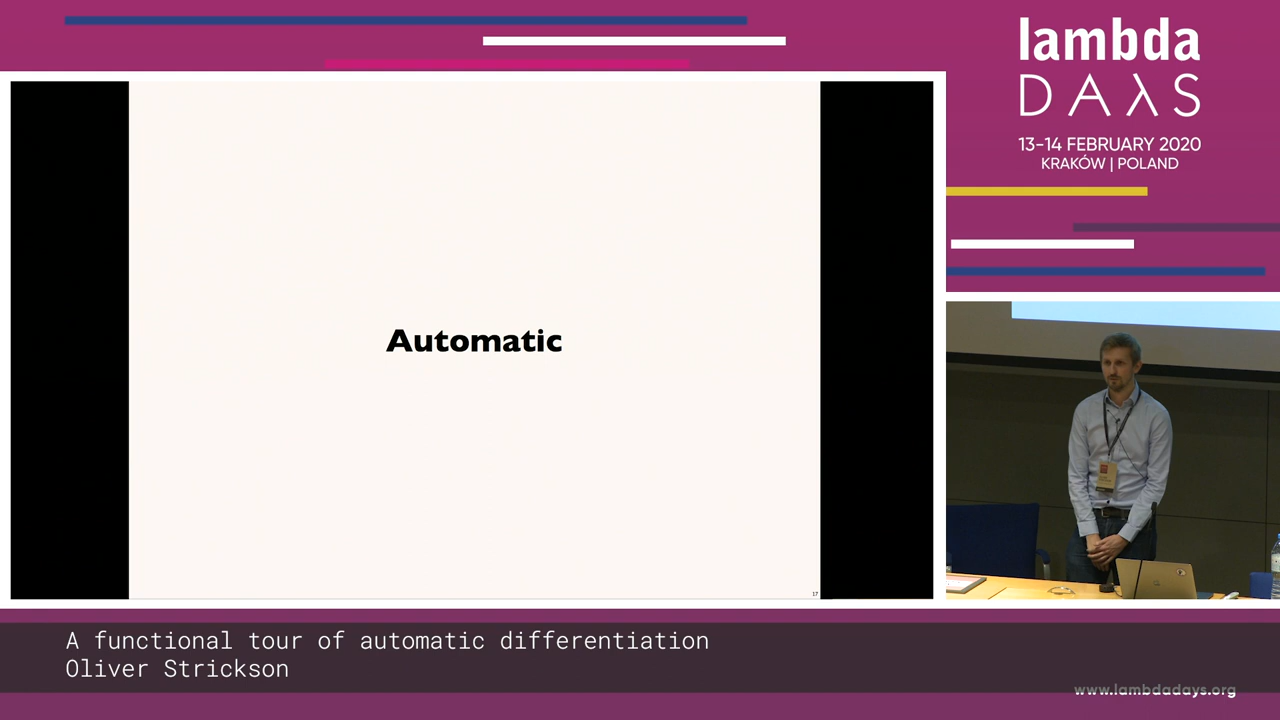 lambda
DAλS
13–14 FEBRUARY 2020
KRAKÓW | POLAND
Automatic
17
A functional tour of automatic differentiation
Oliver Strickson
www.lambdadays.org